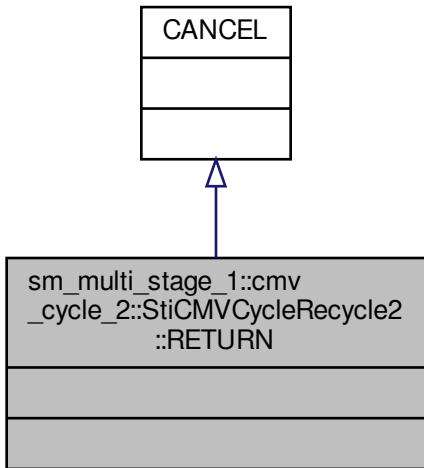 CANCEL
sm_multi_stage_1::cmv
_cycle_2::StiCMVCycleRecycle2
::RETURN